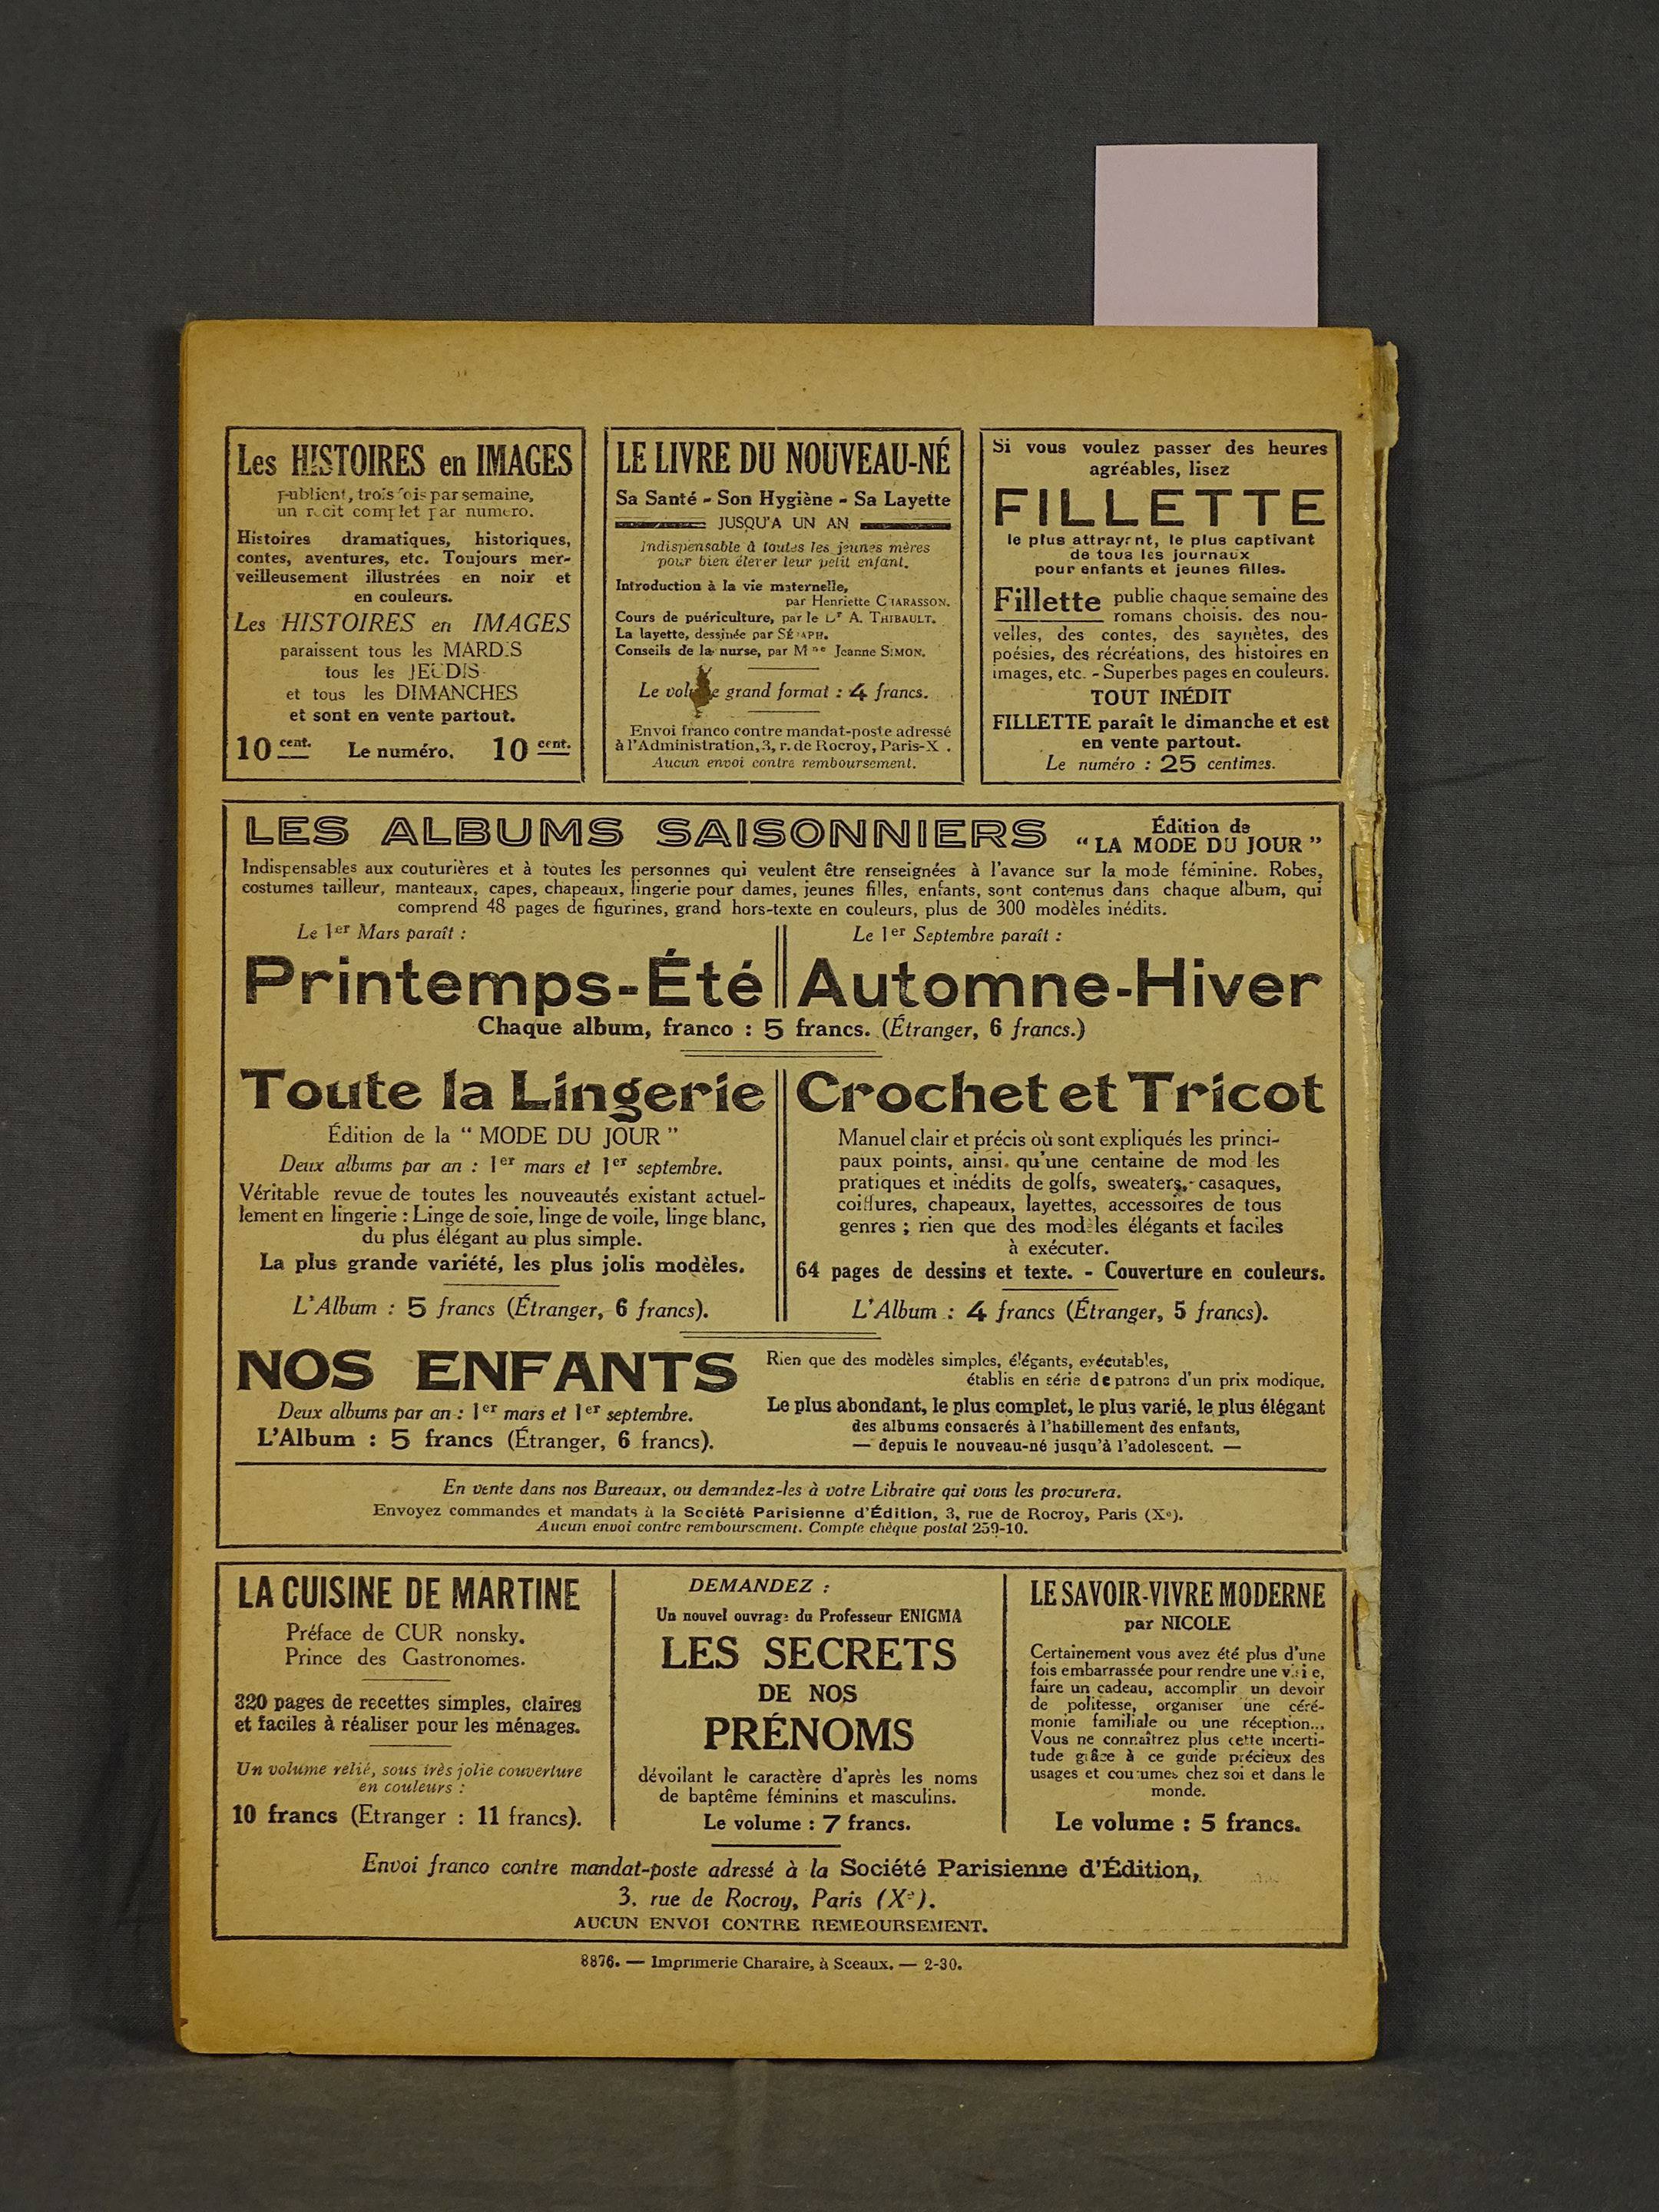 Les HISTOIRES en IMAGES
publient, trois fois par semaine,
un récit complet par numéro.
Histoires dramatiques, historiques,
contes, aventures, etc. Toujours mer-
veilleusement illustrées en noir et
en couleurs.
Les HISTOIRES en IMAGES
paraissent tous les MARDIS
tous les JEUDIS
et tous les DIMANCHES
et sont en vente partout.
10 cent. Le numéro. 10 cent.
LE LIVRE DU NOUVEAU-NÉ
Sa Santé - Son Hygiène - Sa Layette
JUSQU'A UN AN
Indispensable à toutes les jeunes mères
pour bien élever leur petit enfant.
Introduction à la vie maternelle,
par Henriette CHARASSON.
Cours de puériculture, par le Dr A. THIBAULT.
La layette, dessinée par
Conseils de la nurse, par Mme Jeanne SIMON.
Le volume grand format : 4 francs.
Envoi franco contre mandat-poste adressé
à l'Administration, 3, r. de Rocroy, Paris-X .
Aucun envoi contre remboursement.
Si vous voulez passer des heures
agréables, lisez
FILLETTE
le plus attrayant, le plus captivant
de tous les journaux
pour enfants et jeunes filles.
Fillette publie chaque semaine des
romans choisis. des nou-
velles, des contes, des saynètes, des
poésies, des récréations, des histoires en
images, etc. - Superbes pages en couleurs.
TOUT INÉDIT
FILLETTE paraît le dimanche et est
en vente partout.
Le numéro : 25 centimes.
LES ALBUMS SAISONNIERS Édition de
" LA MODE DU JOUR "
Indispensables aux couturières et à toutes les personnes qui veulent être renseignées à l'avance sur la mode féminine. Robes,
costumes tailleur, manteaux, capes, chapeaux, lingerie pour dames, jeunes filles, enfants, sont contenus dans chaque album, qui
comprend 48 pages de figurines, grand hors-texte en couleurs, plus de 300 modèles inédits.
Le 1er Mars paraît :
Printemps-Été
Le 1er Septembre paraît :
Automne-Hiver
Chaque album, franco : 5 francs. (Étranger, 6 francs.)
Toute la Lingerie
Édition de la " MODE DU JOUR "
Deux albums par an : 1er mars et 1er septembre.
Véritable revue de toutes les nouveautés existant actuel-
lement en lingerie : Linge de soie, linge de voile, linge blanc,
du plus élégant au plus simple.
La plus grande variété, les plus jolis modèles.
L'Album : 5 francs (Étranger, 6 francs).
Crochet et Tricot
Manuel clair et précis où sont expliqués les princi-
paux points, ainsi. qu'une centaine de modèles
pratiques et inédits de golfs, sweaters, casaques,
coiffures, chapeaux, layettes, accessoires de tous
genres ; rien que des modèles élégants et faciles
à exécuter.
64 pages de dessins et texte. - Couverture en couleurs.
L'Album : 4 francs (Étranger, 5 francs).
NOS ENFANTS
Deux albums par an : 1er mars et 1er septembre.
L'Album : 5 francs (Étranger, 6 francs).
Rien que des modèles simples, élégants, exécutables,
établis en série de patrons d'un prix modique,
Le plus abondant, le plus complet, le plus varié, le plus élégant
des albums consacrés à l'habillement des enfants,
— depuis le nouveau-né jusqu'à l'adolescent. —
En vente dans nos Bureaux, ou demandez-les à votre Libraire qui vous les procurera.
Envoyez commandes et mandats à la Société Parisienne d'Édition, 3, rue de Rocroy, Paris (Xe).
Aucun envoi contre remboursement. Compte chèque postal 259-10.
LA CUISINE DE MARTINE
Préface de CUR nonsky.
Prince des Gastronomes.
320 pages de recettes simples, claires
et faciles à réaliser pour les ménages.
Un volume relié, sous très jolie couverture
en couleurs :
10 francs (Etranger : 11 francs).
DEMANDEZ :
Un nouvel ouvrage du Professeur ENIGMA
LES SECRETS
DE NOS
PRÉNOMS
dévoilant le caractère d'après les noms
de baptême féminins et masculins.
Le volume : 7 francs.
LE SAVOIR-VIVRE MODERNE
par NICOLE
Certainement vous avez été plus d'une
fois embarrassée pour rendre une visite,
faire un cadeau, accomplir un devoir
de politesse, organiser une céré-
monie familiale ou une réception...
Vous ne connaîtrez plus cette incerti-
tude grâce à ce guide précieux des
usages et coutumes chez soi et dans le
monde.
Le volume : 5 francs.
Envoi franco contre mandat-poste adressé à la Société Parisienne d'Édition,
3, rue de Rocroy, Paris (Xe).
AUCUN ENVOI CONTRE REMBOURSEMENT.
8876. — Imprimerie Charaire, à Sceaux. — 2-30.